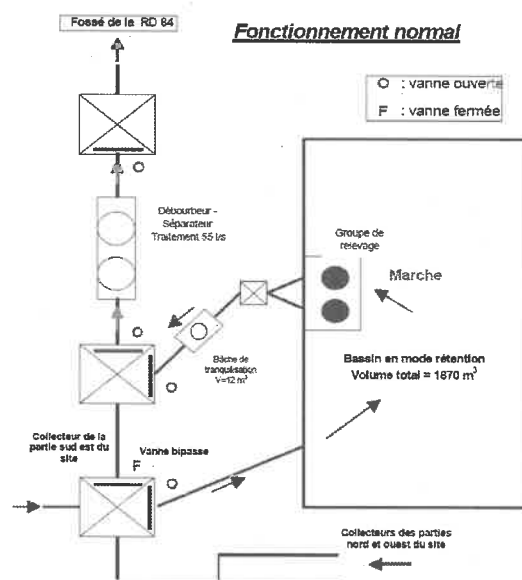 Fossé de la RD 84
Fonctionnement normal
O : vanne ouverte
F : vanne fermée
O
Débourbeur -
Séparateur
Traitement 55 l/s
Groupe de
relevage
Marche
O
Bâche de
tranquilisation
V=12 m³
O
Bassin en mode rétention
Volume total = 1870 m³
Collecteur de la
partie sud est du
site
Vanne bipasse
F
O
Collecteurs des parties
nord et ouest du site